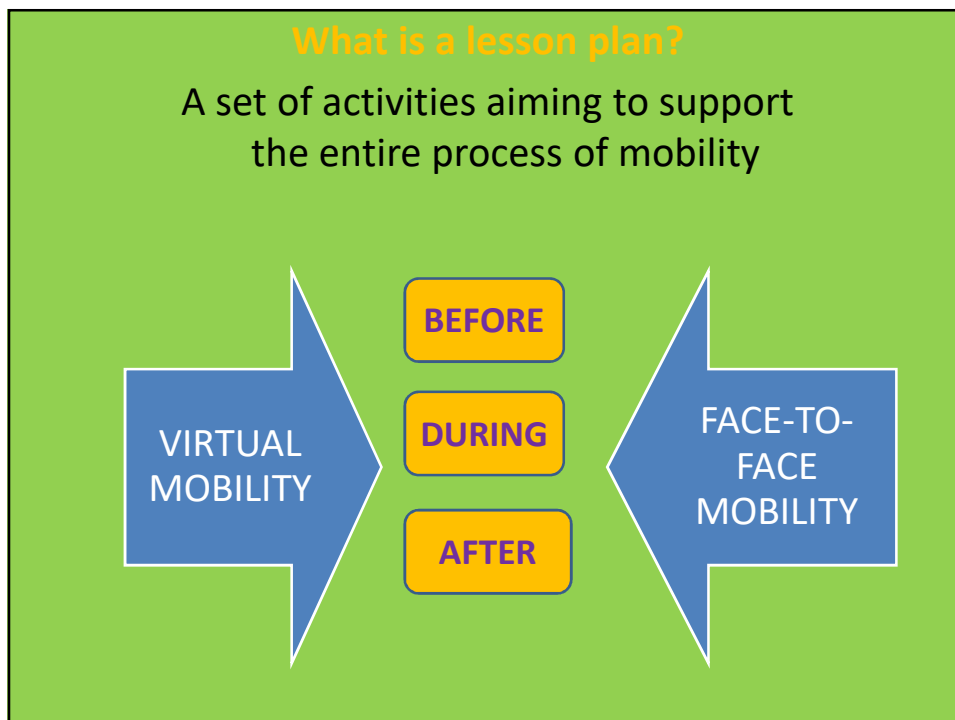 What is a lesson plan?
A set of activities aiming to support
the entire process of mobility
VIRTUAL
MOBILITY
BEFORE
DURING
AFTER
FACE-TO-
FACE
MOBILITY